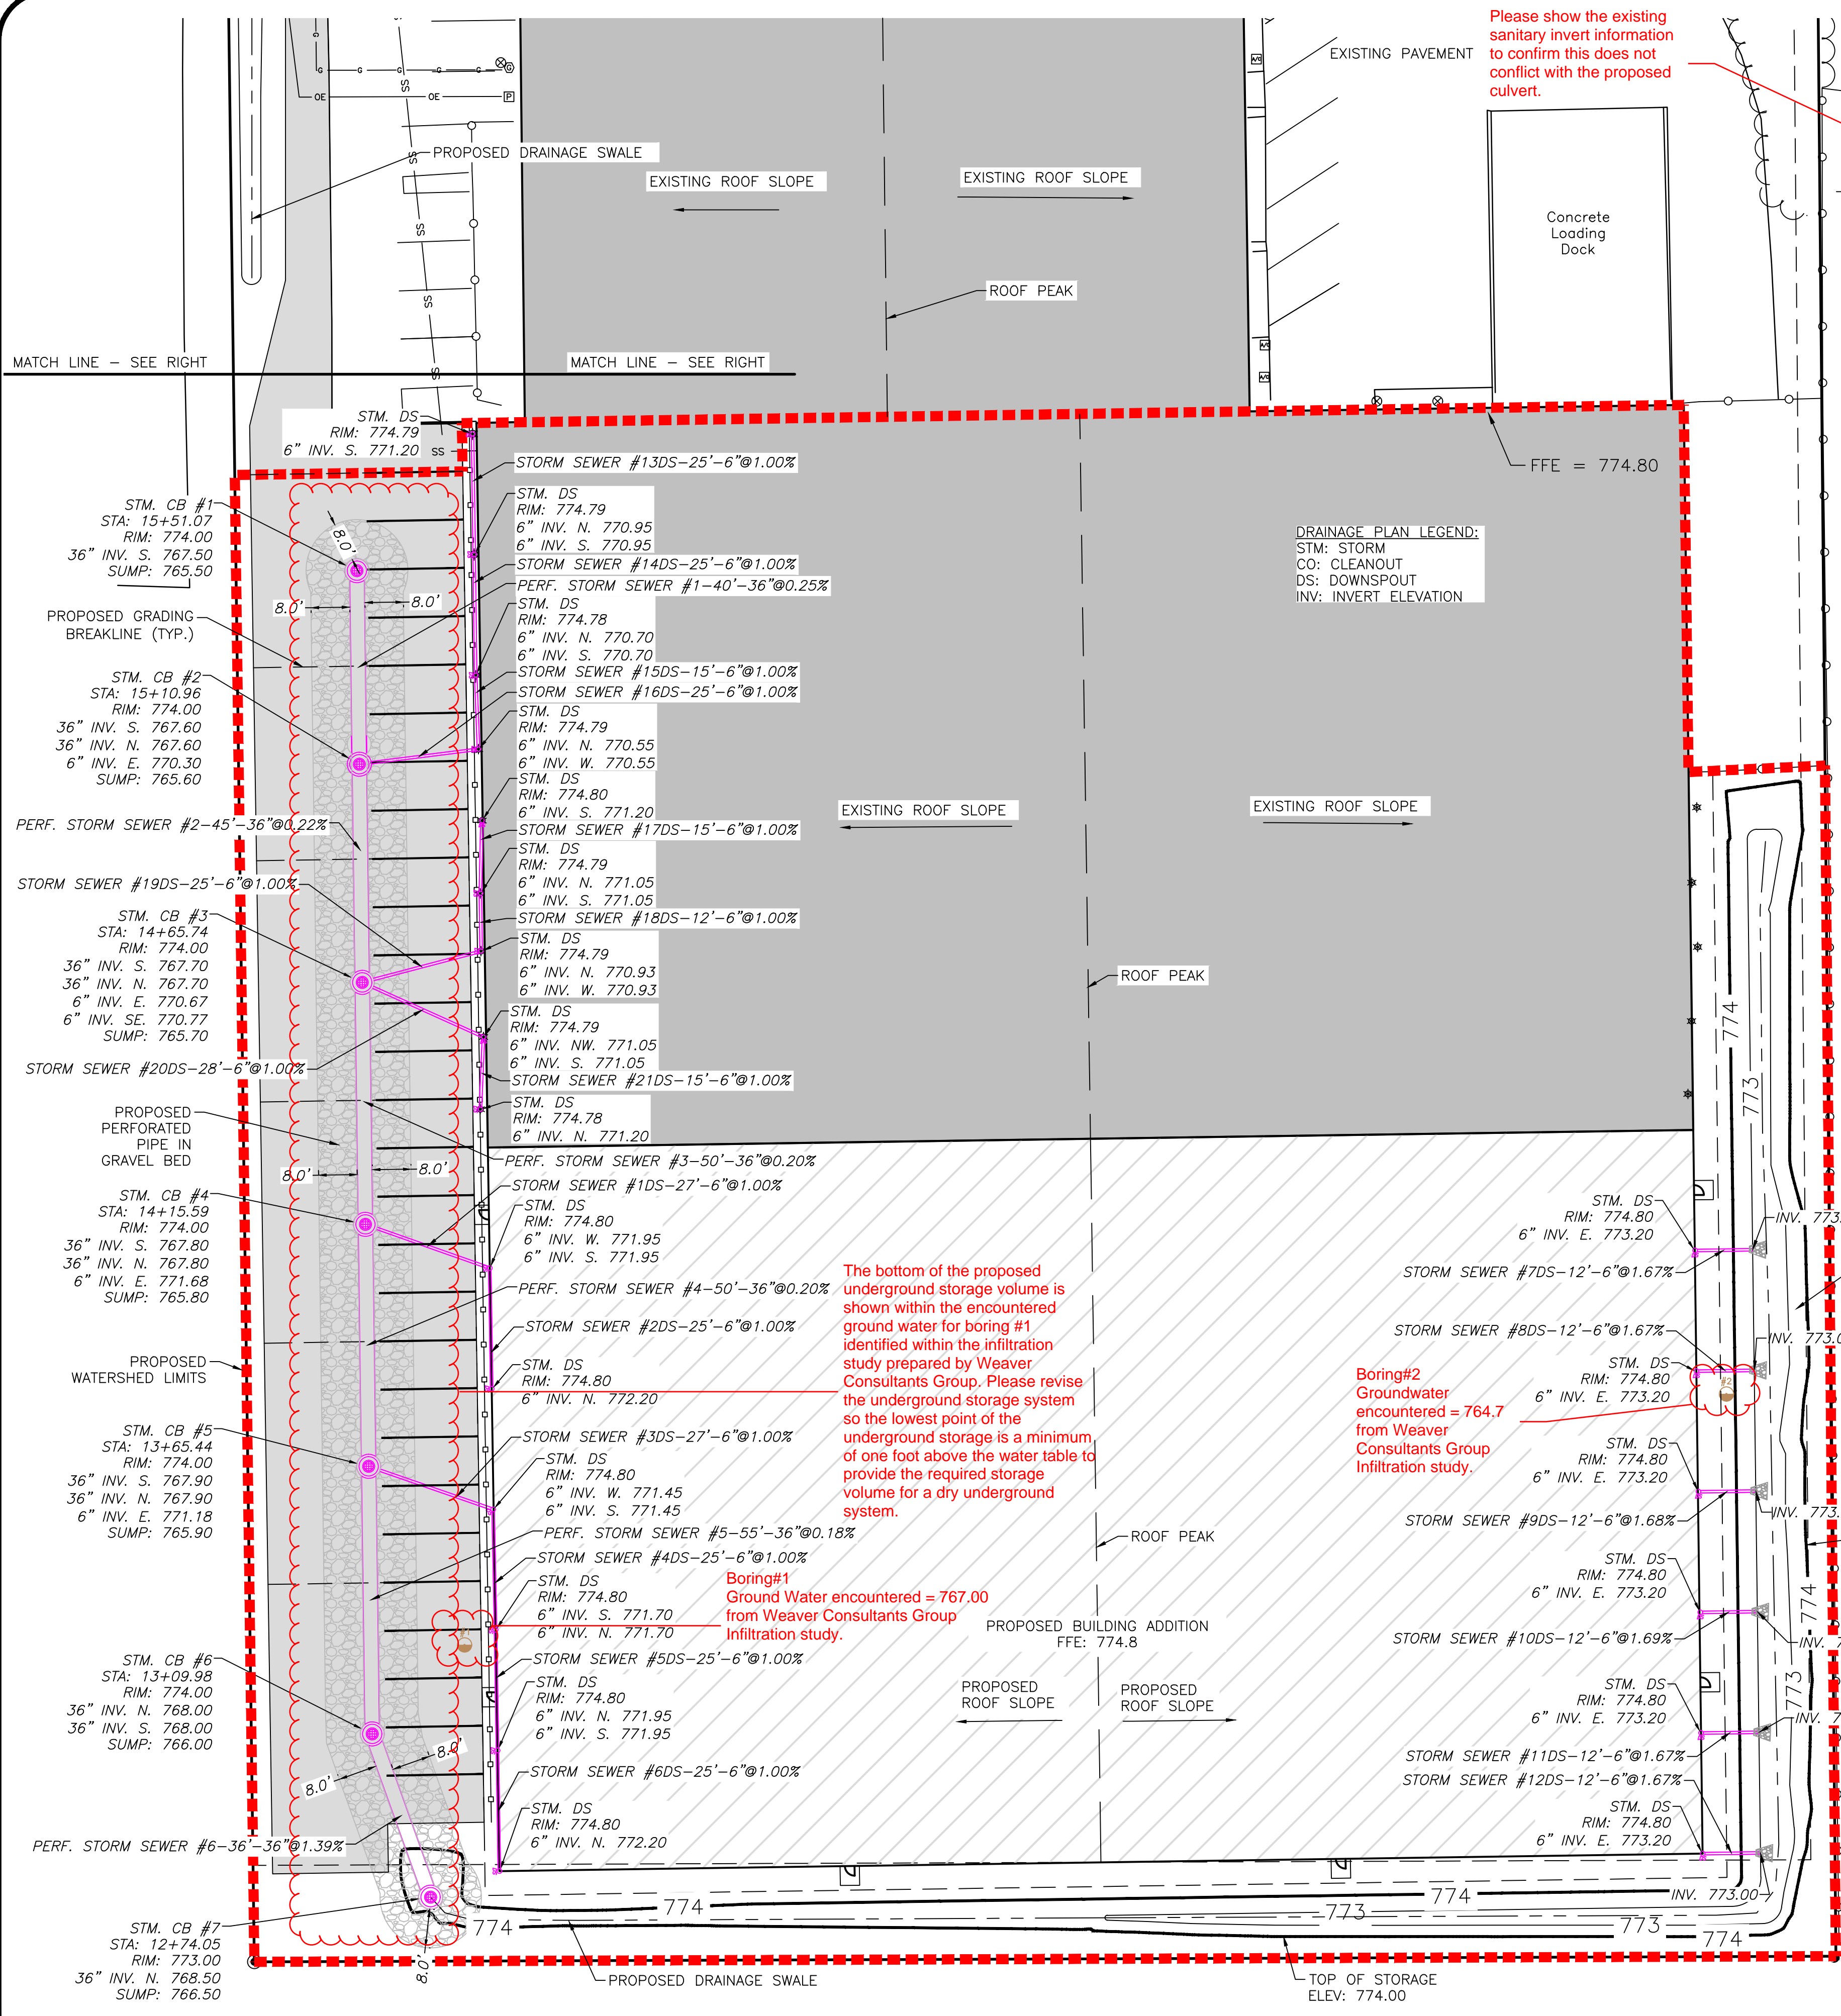 Please show the existing
sanitary invert information
to confirm this does not
conflict with the proposed
culvert.
EXISTING PAVEMENT
G
G
G
G
G
G
OE
OE
P
SS
SS
SS
SS
SS
SS
A/C
A/C
PROPOSED DRAINAGE SWALE
EXISTING ROOF SLOPE
EXISTING ROOF SLOPE
Concrete
Loading
Dock
ROOF PEAK
A/C
A/C
MATCH LINE – SEE RIGHT
MATCH LINE – SEE RIGHT
STM. DS
RIM: 774.79
6" INV. S. 771.20
SS
FFE = 774.80
STORM SEWER #13DS–25'–6"@1.00%
STM. CB #1
STA: 15+51.07
RIM: 774.00
36" INV. S. 767.50
SUMP: 765.50
8.0'
STM. DS
RIM: 774.79
6" INV. N. 770.95
6" INV. S. 770.95
DRAINAGE PLAN LEGEND:
STM: STORM
CO: CLEANOUT
DS: DOWNSPOUT
INV: INVERT ELEVATION
STORM SEWER #14DS–25'–6"@1.00%
PERF. STORM SEWER #1–40'–36"@0.25%
8.0'
8.0'
PROPOSED GRADING
BREAKLINE (TYP.)
STM. DS
RIM: 774.78
6" INV. N. 770.70
6" INV. S. 770.70
STORM SEWER #15DS–15'–6"@1.00%
STORM SEWER #16DS–25'–6"@1.00%
STM. CB #2
STA: 15+10.96
RIM: 774.00
36" INV. S. 767.60
36" INV. N. 767.60
6" INV. E. 770.30
SUMP: 765.60
STM. DS
RIM: 774.79
6" INV. N. 770.55
6" INV. W. 770.55
STM. DS
RIM: 774.80
6" INV. S. 771.20
EXISTING ROOF SLOPE
EXISTING ROOF SLOPE
PERF. STORM SEWER #2–45'–36"@0.22%
STORM SEWER #17DS–15'–6"@1.00%
STM. DS
RIM: 774.79
6" INV. N. 771.05
6" INV. S. 771.05
STORM SEWER #19DS–25'–6"@1.00%
STORM SEWER #18DS–12'–6"@1.00%
STM. CB #3
STA: 14+65.74
RIM: 774.00
36" INV. S. 767.70
36" INV. N. 767.70
6" INV. E. 770.67
6" INV. SE. 770.77
SUMP: 765.70
STM. DS
RIM: 774.79
6" INV. N. 770.93
6" INV. W. 770.93
ROOF PEAK
774
773
STM. DS
RIM: 774.79
6" INV. NW. 771.05
6" INV. S. 771.05
STORM SEWER #20DS–28'–6"@1.00%
STORM SEWER #21DS–15'–6"@1.00%
STM. DS
RIM: 774.78
6" INV. N. 771.20
PROPOSED
PERFORATED
PIPE IN
GRAVEL BED
8.0'
8.0'
PERF. STORM SEWER #3–50'–36"@0.20%
STORM SEWER #1DS–27'–6"@1.00%
STM. CB #4
STA: 14+15.59
RIM: 774.00
36" INV. S. 767.80
36" INV. N. 767.80
6" INV. E. 771.68
SUMP: 765.80
STM. DS
RIM: 774.80
6" INV. W. 771.95
6" INV. S. 771.95
STM. DS
RIM: 774.80
6" INV. E. 773.20
INV. 773.
STORM SEWER #7DS–12'–6"@1.67%
PERF. STORM SEWER #4–50'–36"@0.20%
The bottom of the proposed
underground storage volume is
shown within the encountered
ground water for boring #1
identified within the infiltration
study prepared by Weaver
Consultants Group. Please revise
the underground storage system
so the lowest point of the
underground storage is a minimum
of one foot above the water table to
provide the required storage
volume for a dry underground
system.
STORM SEWER #2DS–25'–6"@1.00%
STORM SEWER #8DS–12'–6"@1.67%
INV. 773.0
PROPOSED
WATERSHED LIMITS
STM. DS
RIM: 774.80
6" INV. N. 772.20
STM. DS
RIM: 774.80
6" INV. E. 773.20
#2
Boring#2
Groundwater
encountered = 764.7
from Weaver
Consultants Group
Infiltration study.
STM. CB #5
STA: 13+65.44
RIM: 774.00
36" INV. S. 767.90
36" INV. N. 767.90
6" INV. E. 771.18
SUMP: 765.90
STORM SEWER #3DS–27'–6"@1.00%
STM. DS
RIM: 774.80
6" INV. W. 771.45
6" INV. S. 771.45
STM. DS
RIM: 774.80
6" INV. E. 773.20
INV. 773.
STORM SEWER #9DS–12'–6"@1.68%
PERF. STORM SEWER #5–55'–36"@0.18%
ROOF PEAK
STORM SEWER #4DS–25'–6"@1.00%
STM. DS
RIM: 774.80
6" INV. S. 771.70
6" INV. N. 771.70
Boring#1
Ground Water encountered = 767.00
from Weaver Consultants Group
Infiltration study.
STM. DS
RIM: 774.80
6" INV. E. 773.20
774
PROPOSED BUILDING ADDITION
FFE: 774.8
STORM SEWER #10DS–12'–6"@1.69%
INV. 7
STORM SEWER #5DS–25'–6"@1.00%
STM. CB #6
STA: 13+09.98
RIM: 774.00
36" INV. N. 768.00
36" INV. S. 768.00
SUMP: 766.00
STM. DS
RIM: 774.80
6" INV. N. 771.95
6" INV. S. 771.95
PROPOSED
ROOF SLOPE
PROPOSED
ROOF SLOPE
STM. DS
RIM: 774.80
6" INV. E. 773.20
773
INV. 7
8.0'
8.0'
STORM SEWER #11DS–12'–6"@1.67%
STORM SEWER #6DS–25'–6"@1.00%
STORM SEWER #12DS–12'–6"@1.67%
STM. DS
RIM: 774.80
6" INV. N. 772.20
STM. DS
RIM: 774.80
6" INV. E. 773.20
PERF. STORM SEWER #6–36'–36"@1.39%
774
774
INV. 773.00
774
773
773
774
STM. CB #7
STA: 12+74.05
RIM: 773.00
36" INV. N. 768.50
SUMP: 766.50
8.0'
PROPOSED DRAINAGE SWALE
TOP OF STORAGE
ELEV: 774.00